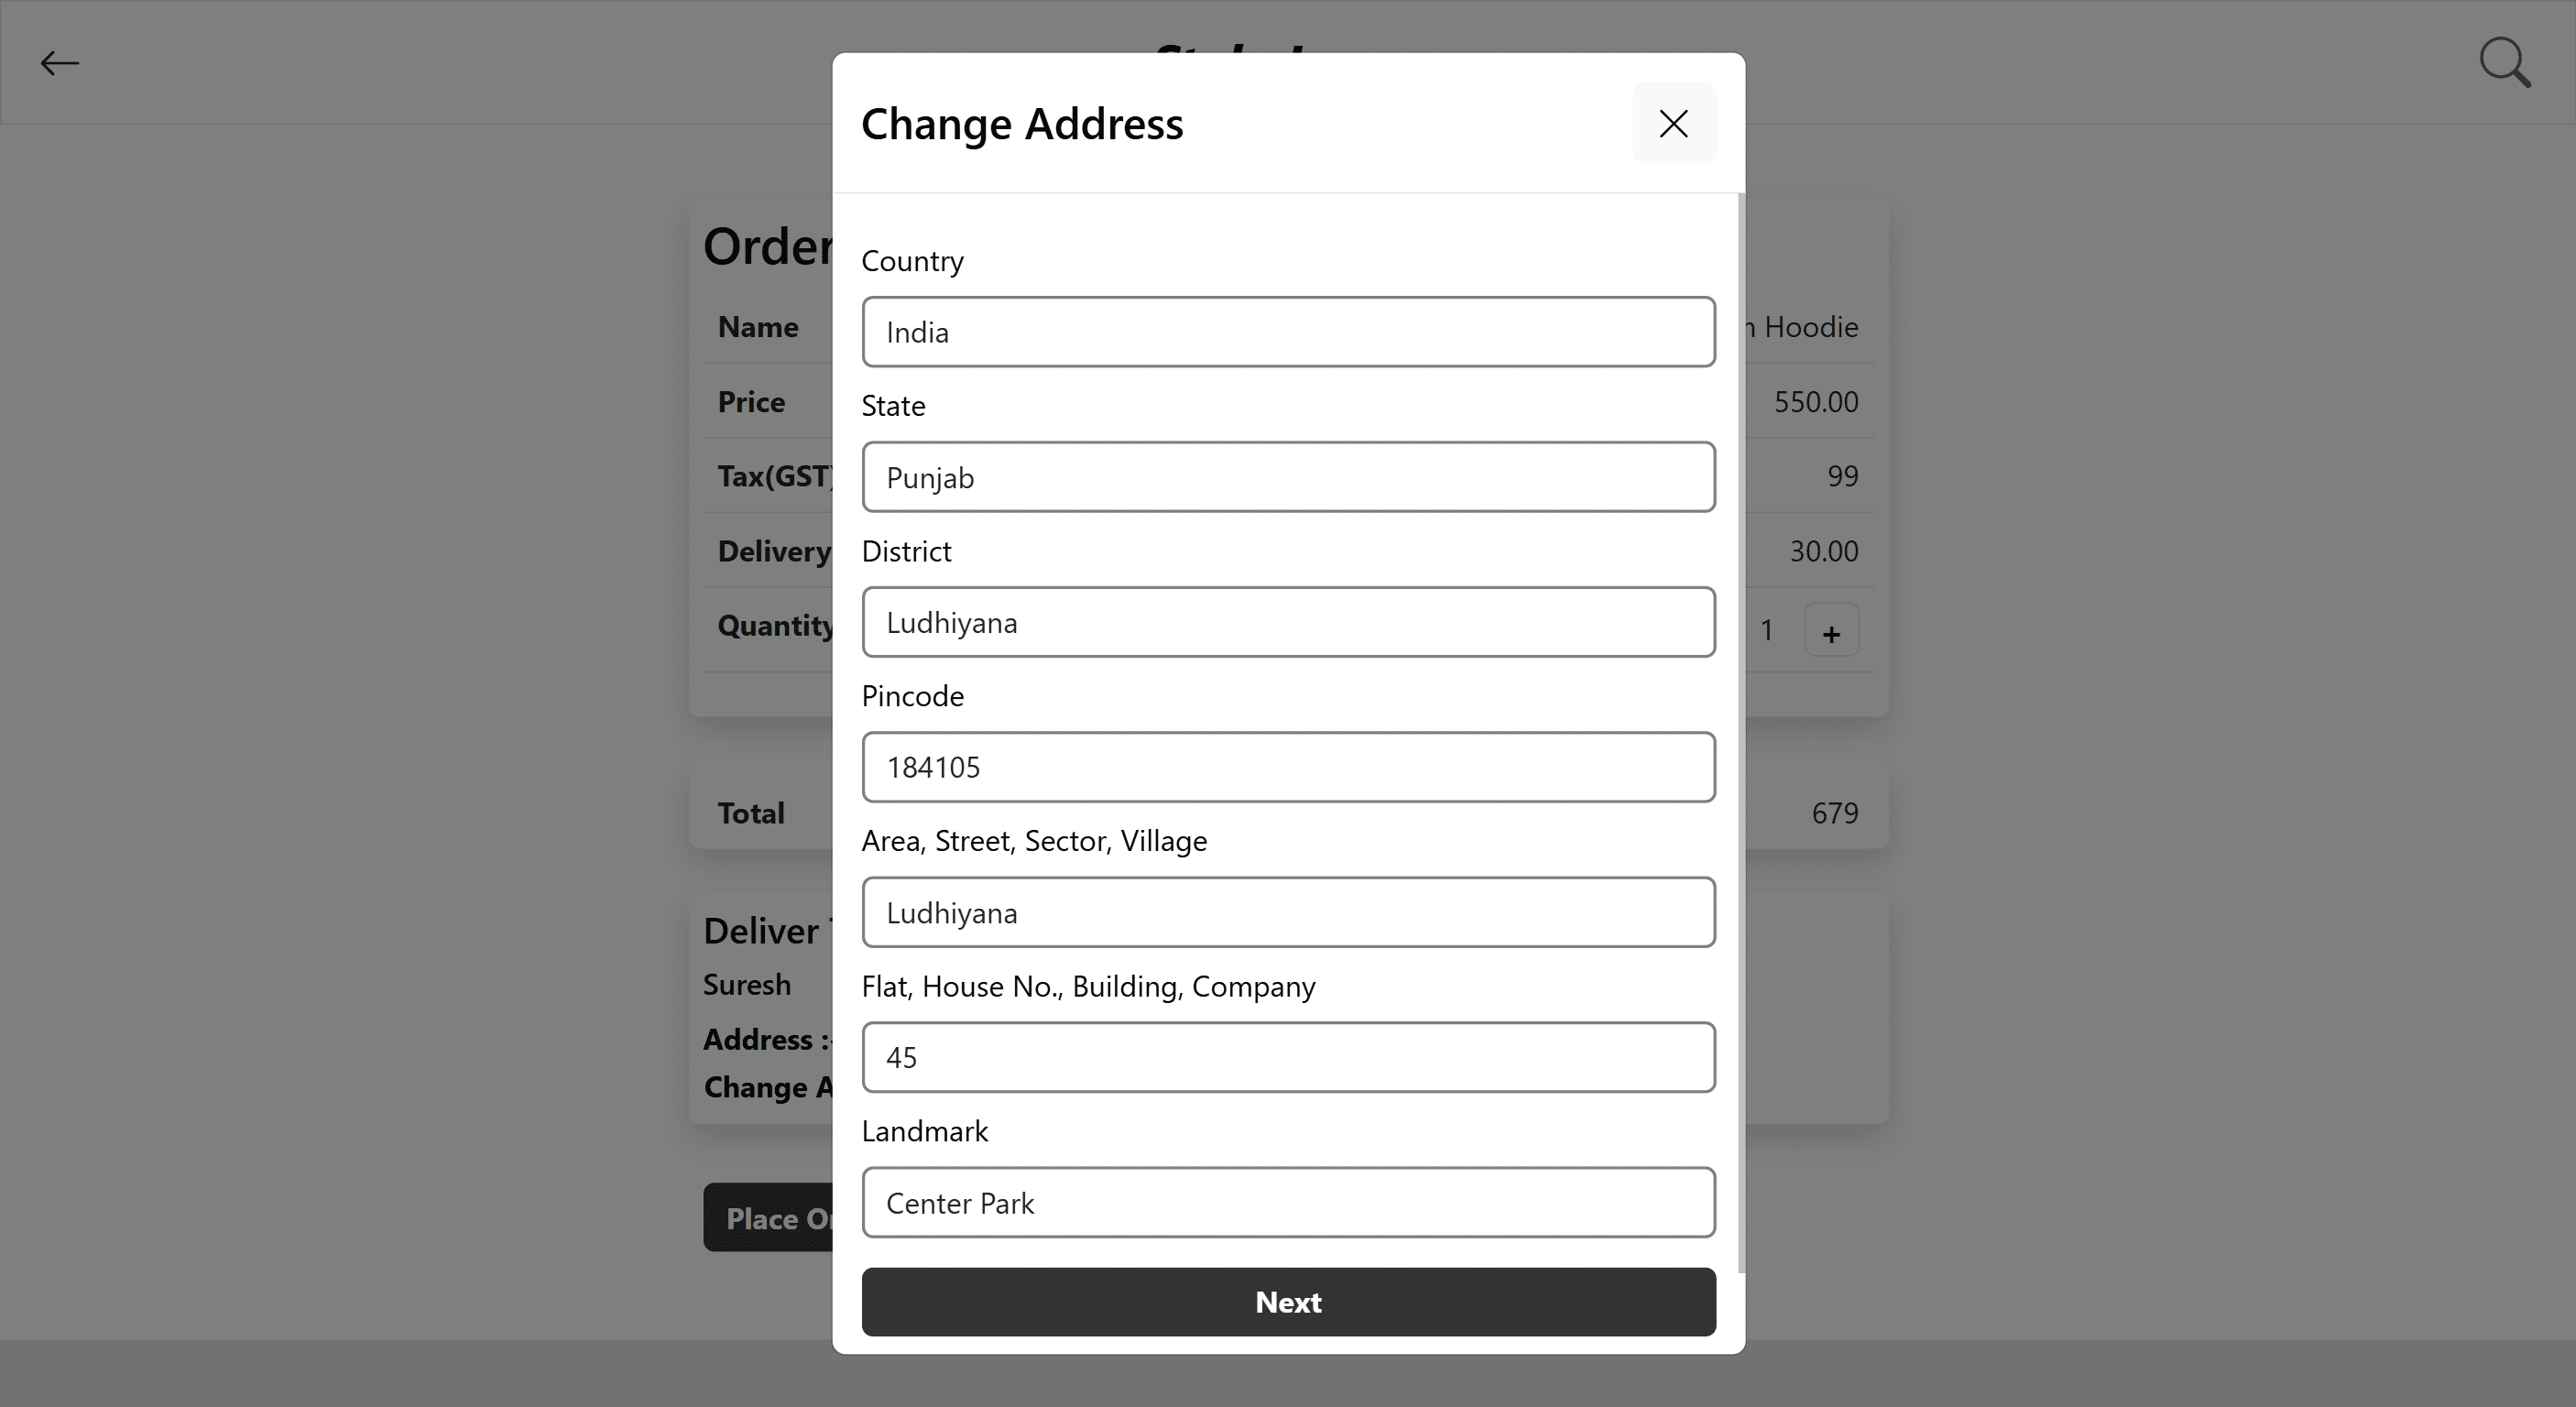 Change Address
Country
India
State
Punjab
District
Ludhiyana
Pincode
184105
Area, Street, Sector, Village
Ludhiyana
Flat, House No., Building, Company
45
Landmark
Center Park
Next
Order
Name
Hoodie
Price
550.00
Tax(GST)
99
Delivery
30.00
Quantity
1 +
Total
679
Deliver
Suresh
Address :-
Change
Place